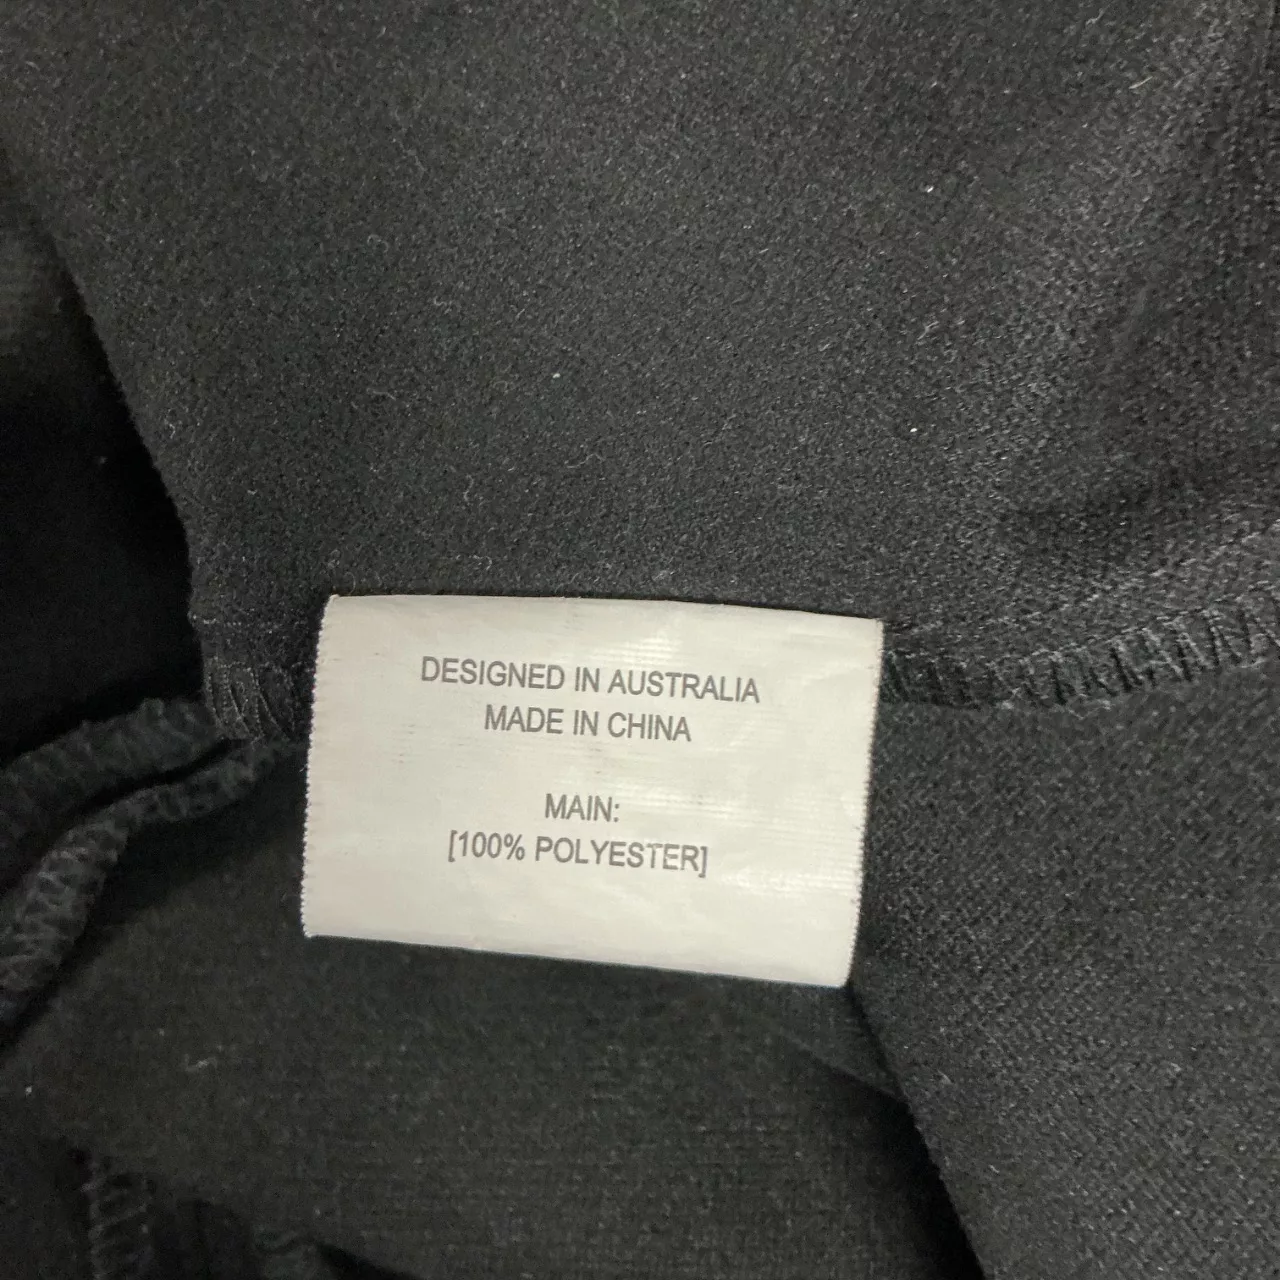 DESIGNED IN AUSTRALIA
MADE IN CHINA
MAIN:
[100% POLYESTER]